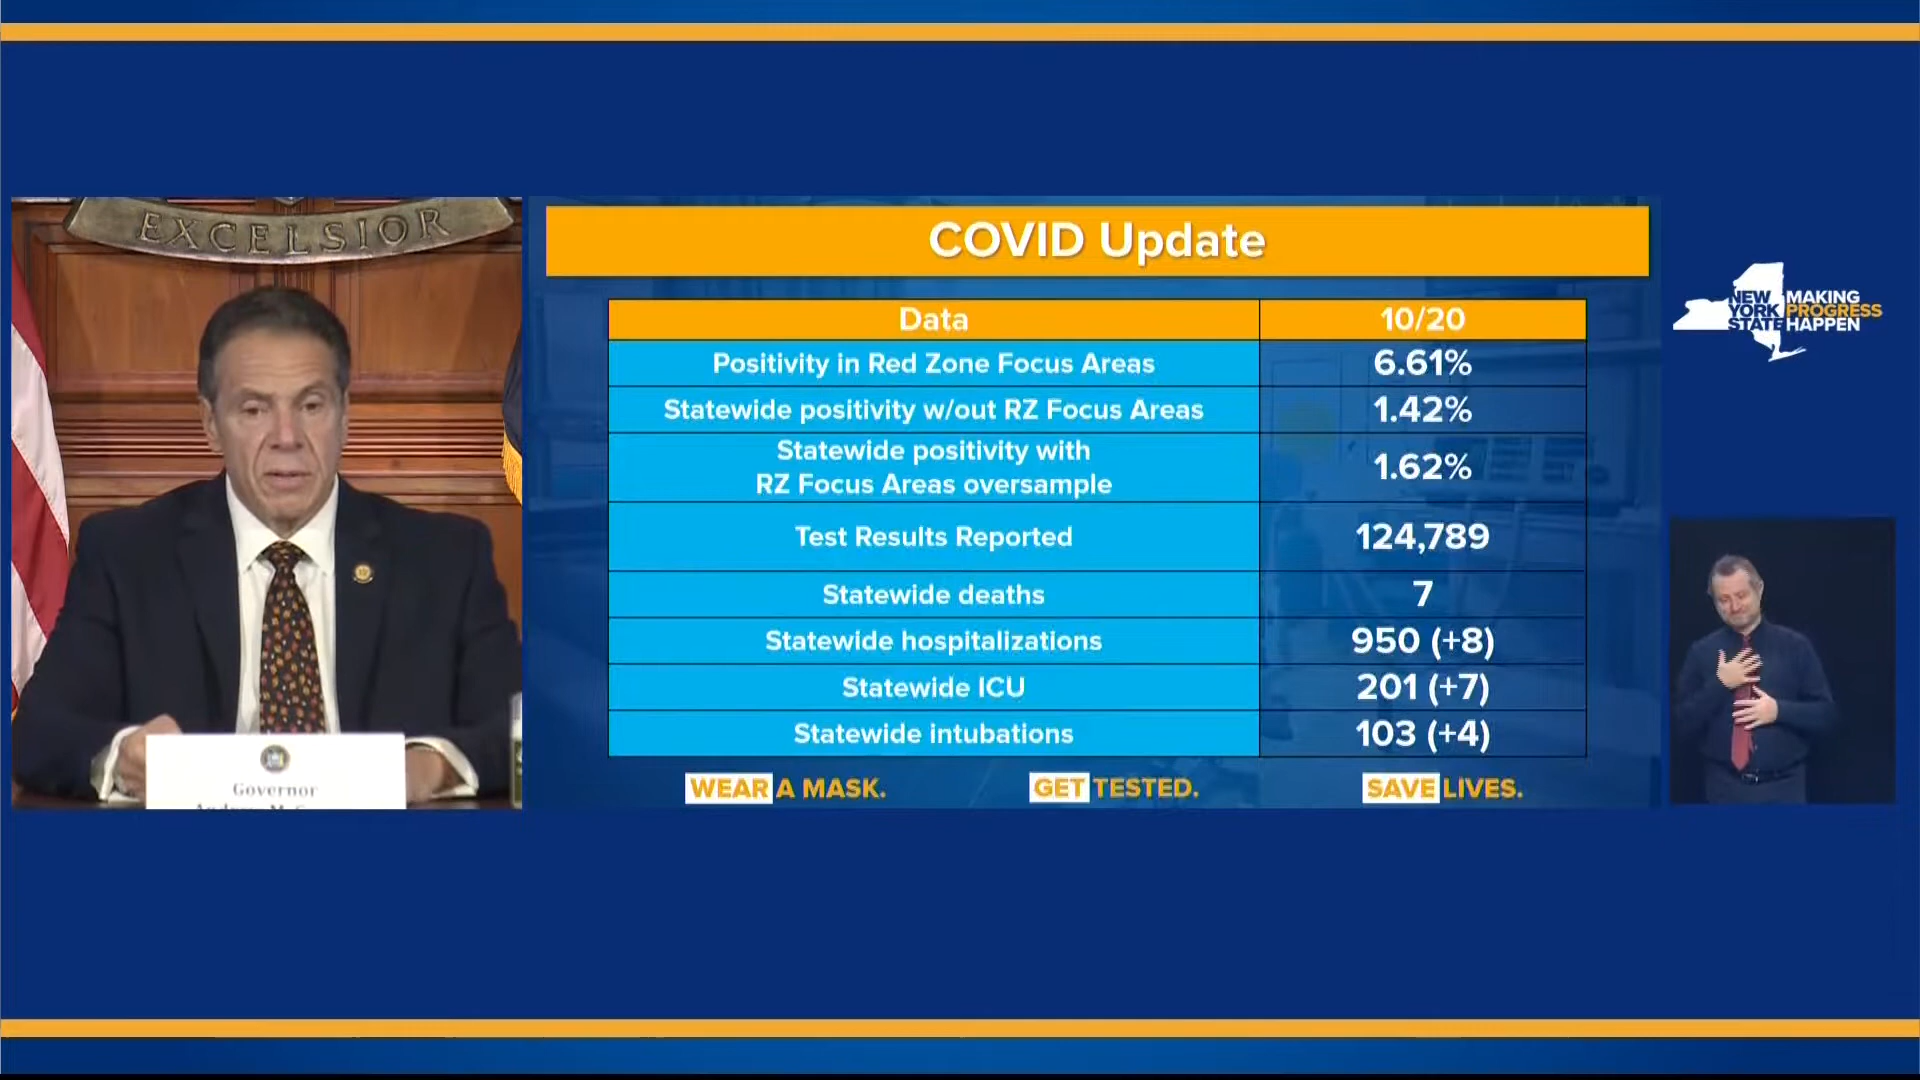 EXCELSIOR
Governor
COVID Update
Data 10/20
Positivity in Red Zone Focus Areas 6.61%
Statewide positivity w/out RZ Focus Areas 1.42%
Statewide positivity with
RZ Focus Areas oversample 1.62%
Test Results Reported 124,789
Statewide deaths 7
Statewide hospitalizations 950 (+8)
Statewide ICU 201 (+7)
Statewide intubations 103 (+4)
WEAR A MASK. GET TESTED. SAVE LIVES.
NEW YORK STATE
MAKING
PROGRESS
HAPPEN